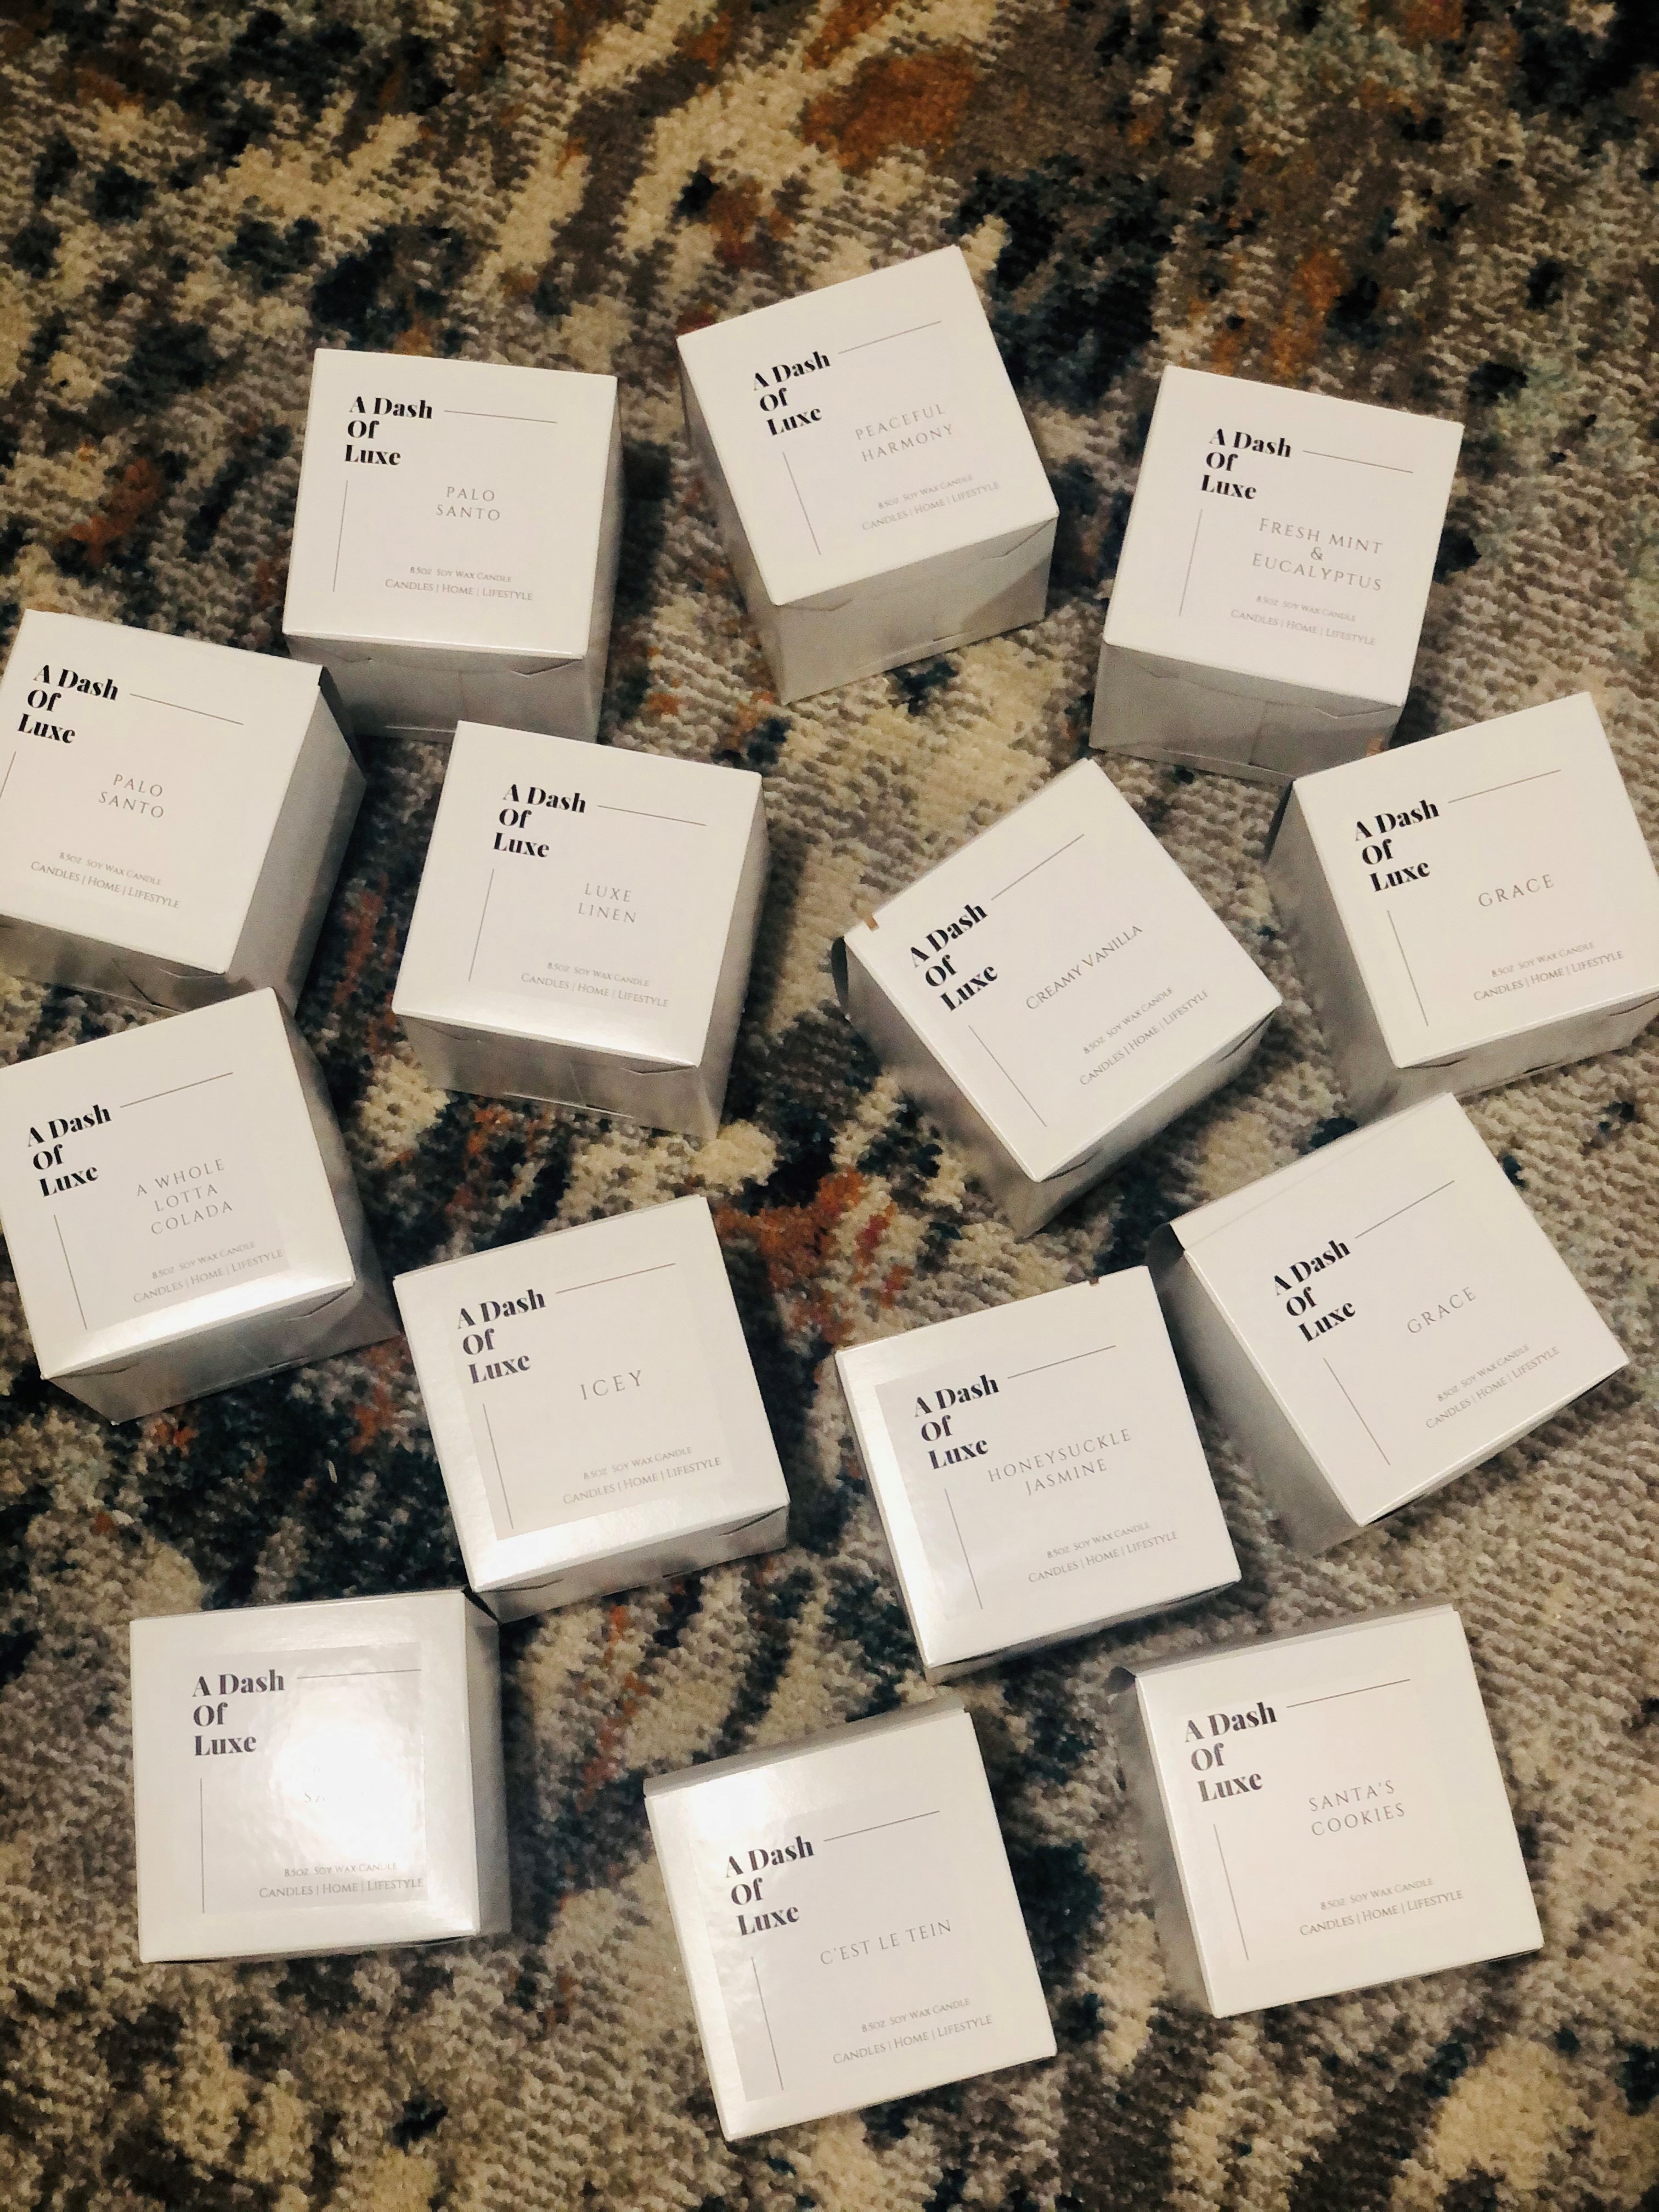 A Dash
Of
Luxe
PALO
SANTO
8.5OZ SOY WAX CANDLE
CANDLES | HOME | LIFESTYLE
A Dash
Of
Luxe
PEACEFUL
HARMONY
8.5OZ SOY WAX CANDLE
CANDLES | HOME | LIFESTYLE
A Dash
Of
Luxe
FRESH MINT
&
EUCALYPTUS
8.5OZ SOY WAX CANDLE
CANDLES | HOME | LIFESTYLE
A Dash
Of
Luxe
PALO
SANTO
8.5OZ SOY WAX CANDLE
CANDLES | HOME | LIFESTYLE
A Dash
Of
Luxe
LUXE
LINEN
8.5OZ SOY WAX CANDLE
CANDLES | HOME | LIFESTYLE
A Dash
Of
Luxe
CREAMY VANILLA
8.5OZ SOY WAX CANDLE
CANDLES | HOME | LIFESTYLE
A Dash
Of
Luxe
GRACE
8.5OZ SOY WAX CANDLE
CANDLES | HOME | LIFESTYLE
A Dash
Of
Luxe
A WHOLE
LOTTA
COLADA
8.5OZ SOY WAX CANDLE
CANDLES | HOME | LIFESTYLE
A Dash
Of
Luxe
ICEY
8.5OZ SOY WAX CANDLE
CANDLES | HOME | LIFESTYLE
A Dash
Of
Luxe
HONEYSUCKLE
JASMINE
8.5OZ SOY WAX CANDLE
CANDLES | HOME | LIFESTYLE
A Dash
Of
Luxe
GRACE
8.5OZ SOY WAX CANDLE
CANDLES | HOME | LIFESTYLE
A Dash
Of
Luxe
8.5OZ SOY WAX CANDLE
CANDLES | HOME | LIFESTYLE
A Dash
Of
Luxe
C'EST LE TEIN
8.5OZ SOY WAX CANDLE
CANDLES | HOME | LIFESTYLE
A Dash
Of
Luxe
SANTA'S
COOKIES
8.5OZ SOY WAX CANDLE
CANDLES | HOME | LIFESTYLE